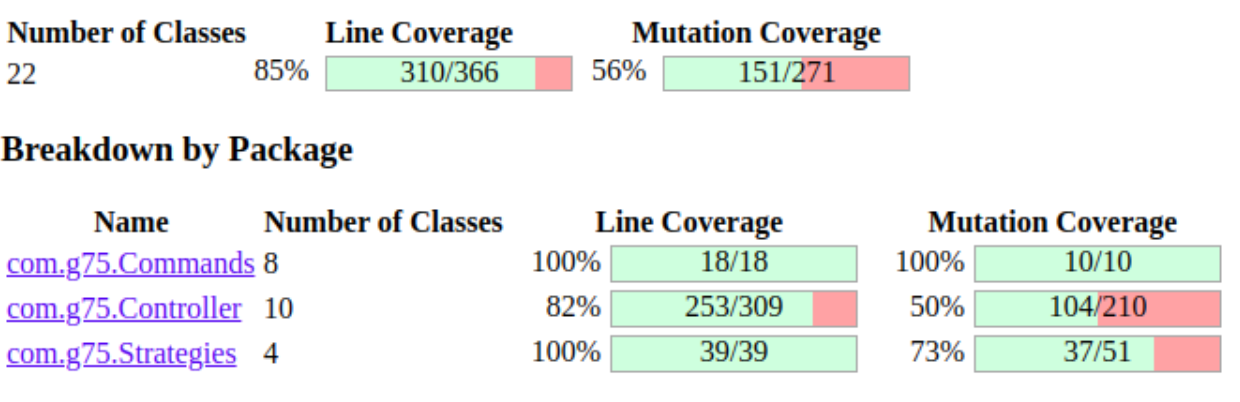 Number of Classes Line Coverage Mutation Coverage
22 85% 310/366 56% 151/271
Breakdown by Package
Name Number of Classes Line Coverage Mutation Coverage
com.g75.Commands 8 100% 18/18 100% 10/10
com.g75.Controller 10 82% 253/309 50% 104/210
com.g75.Strategies 4 100% 39/39 73% 37/51